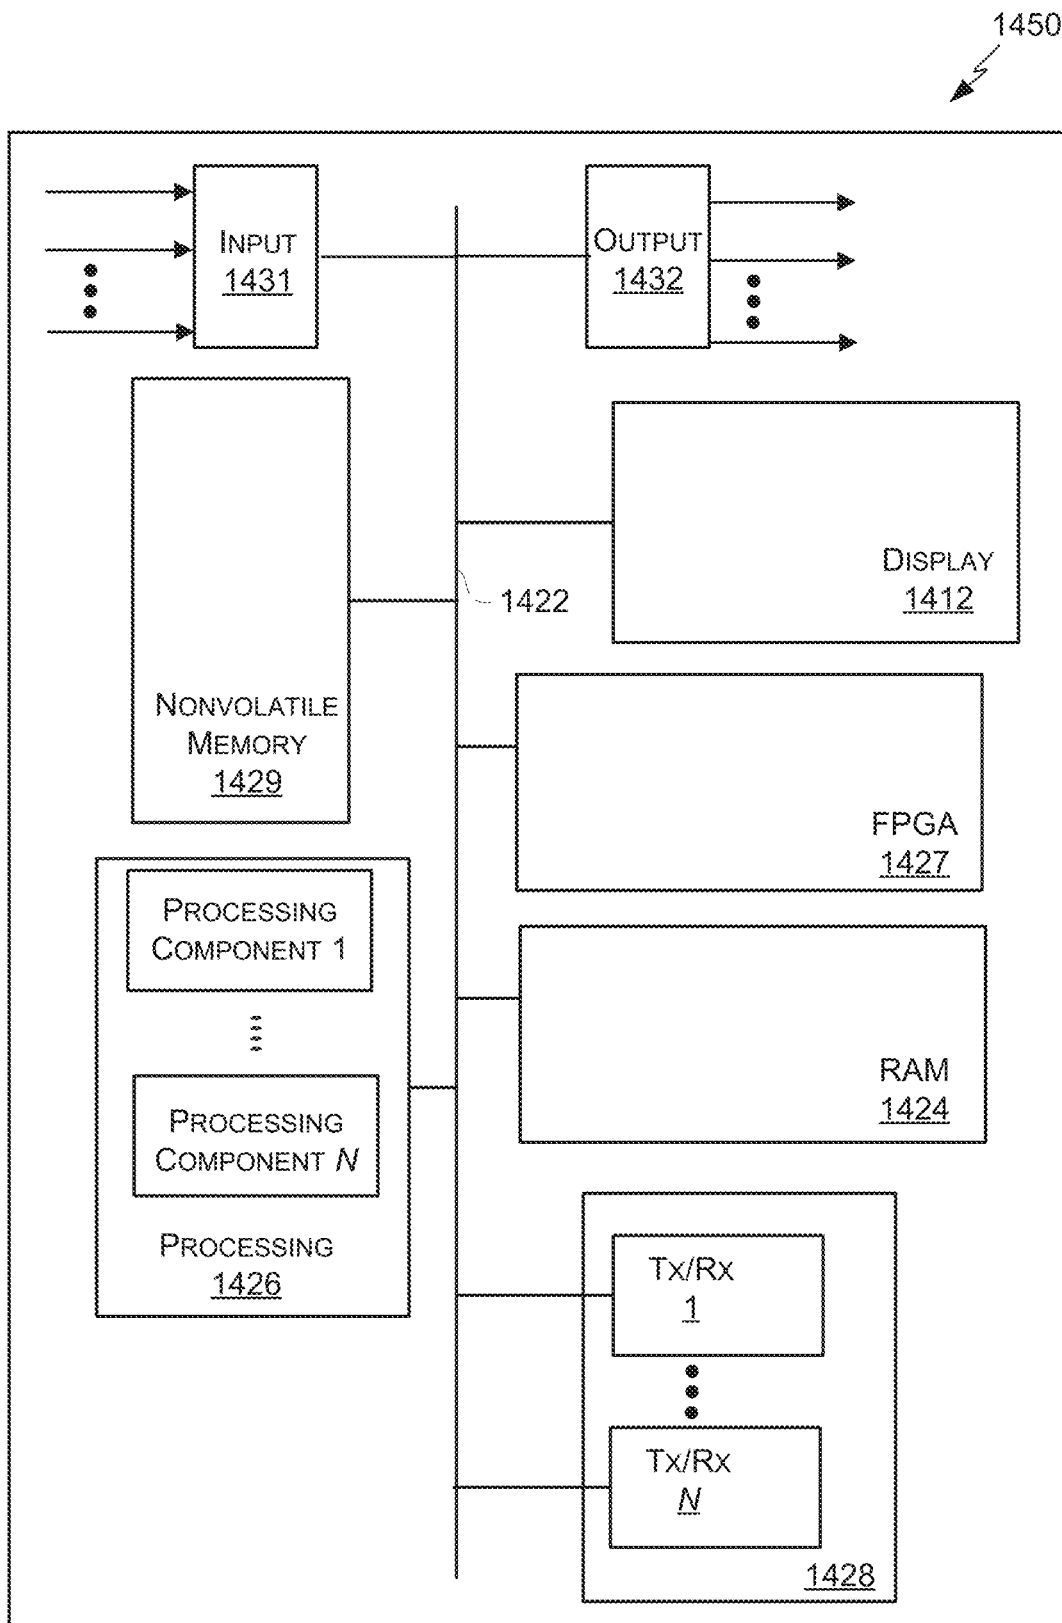 1450
INPUT
1431
OUTPUT
1432
DISPLAY
1412
1422
NONVOLATILE
MEMORY
1429
FPGA
1427
PROCESSING
COMPONENT 1
RAM
1424
PROCESSING
COMPONENT N
PROCESSING
1426
TX/RX
1
TX/RX
N
1428